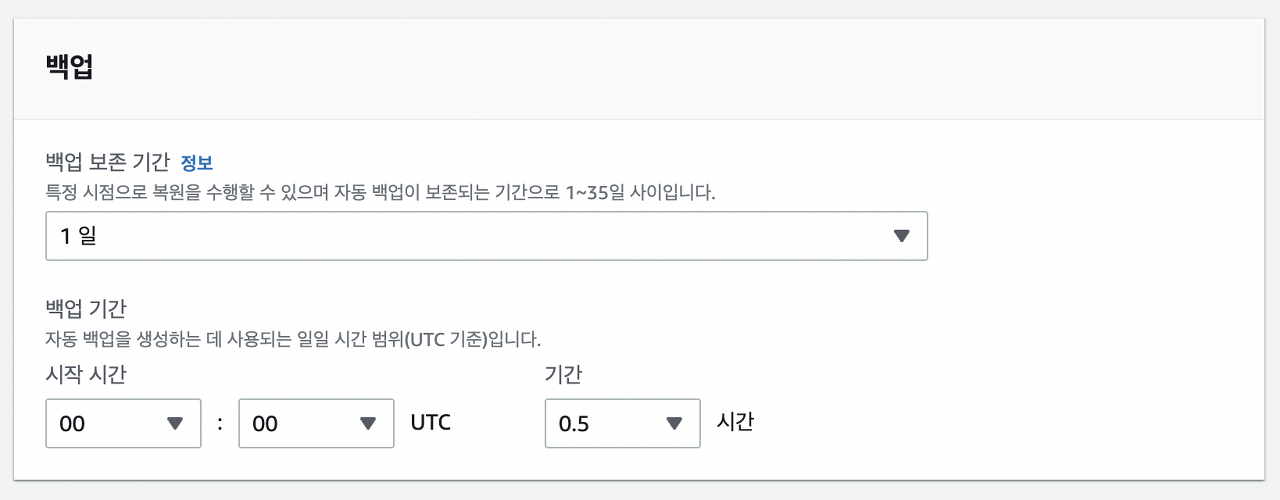 백업
백업 보존 기간 정보
특정 시점으로 복원을 수행할 수 있으며 자동 백업이 보존되는 기간으로 1~35일 사이입니다.
1 일
백업 기간
자동 백업을 생성하는 데 사용되는 일일 시간 범위(UTC 기준)입니다.
시작 시간 기간
00 : 00 UTC 0.5 시간